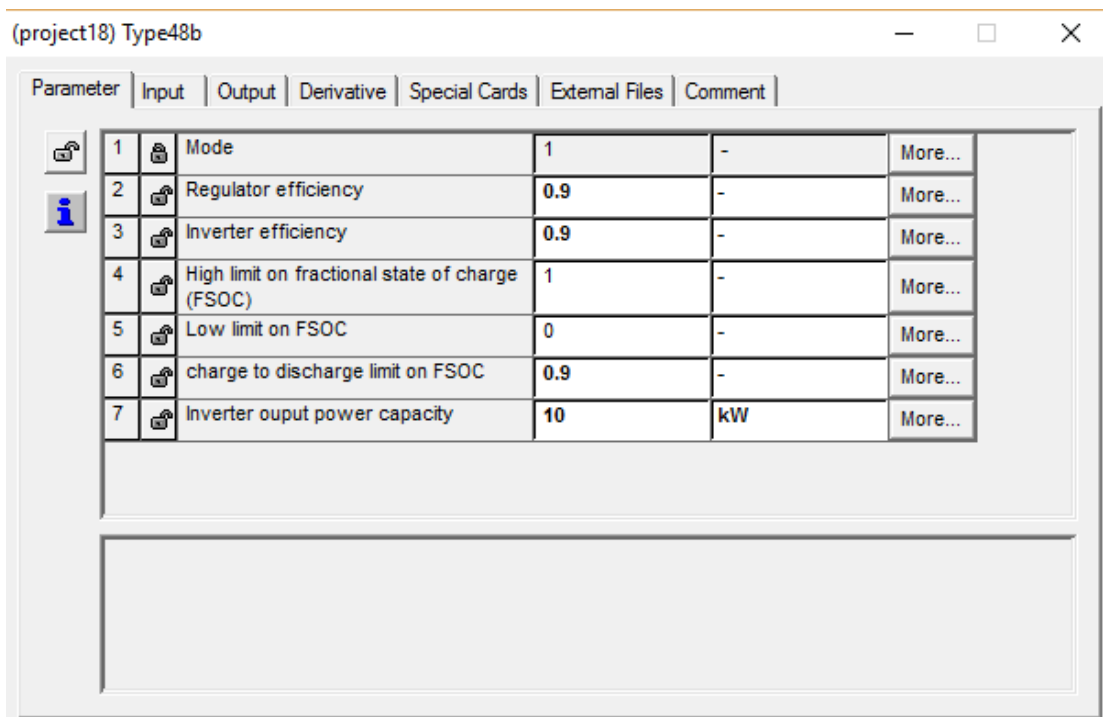 (project18) Type48b
Parameter Input Output Derivative Special Cards External Files Comment
1 Mode 1 - More...
2 Regulator efficiency 0.9 - More...
3 Inverter efficiency 0.9 - More...
4 High limit on fractional state of charge
(FSOC) 1 - More...
5 Low limit on FSOC 0 - More...
6 charge to discharge limit on FSOC 0.9 - More...
7 Inverter ouput power capacity 10 kW More...